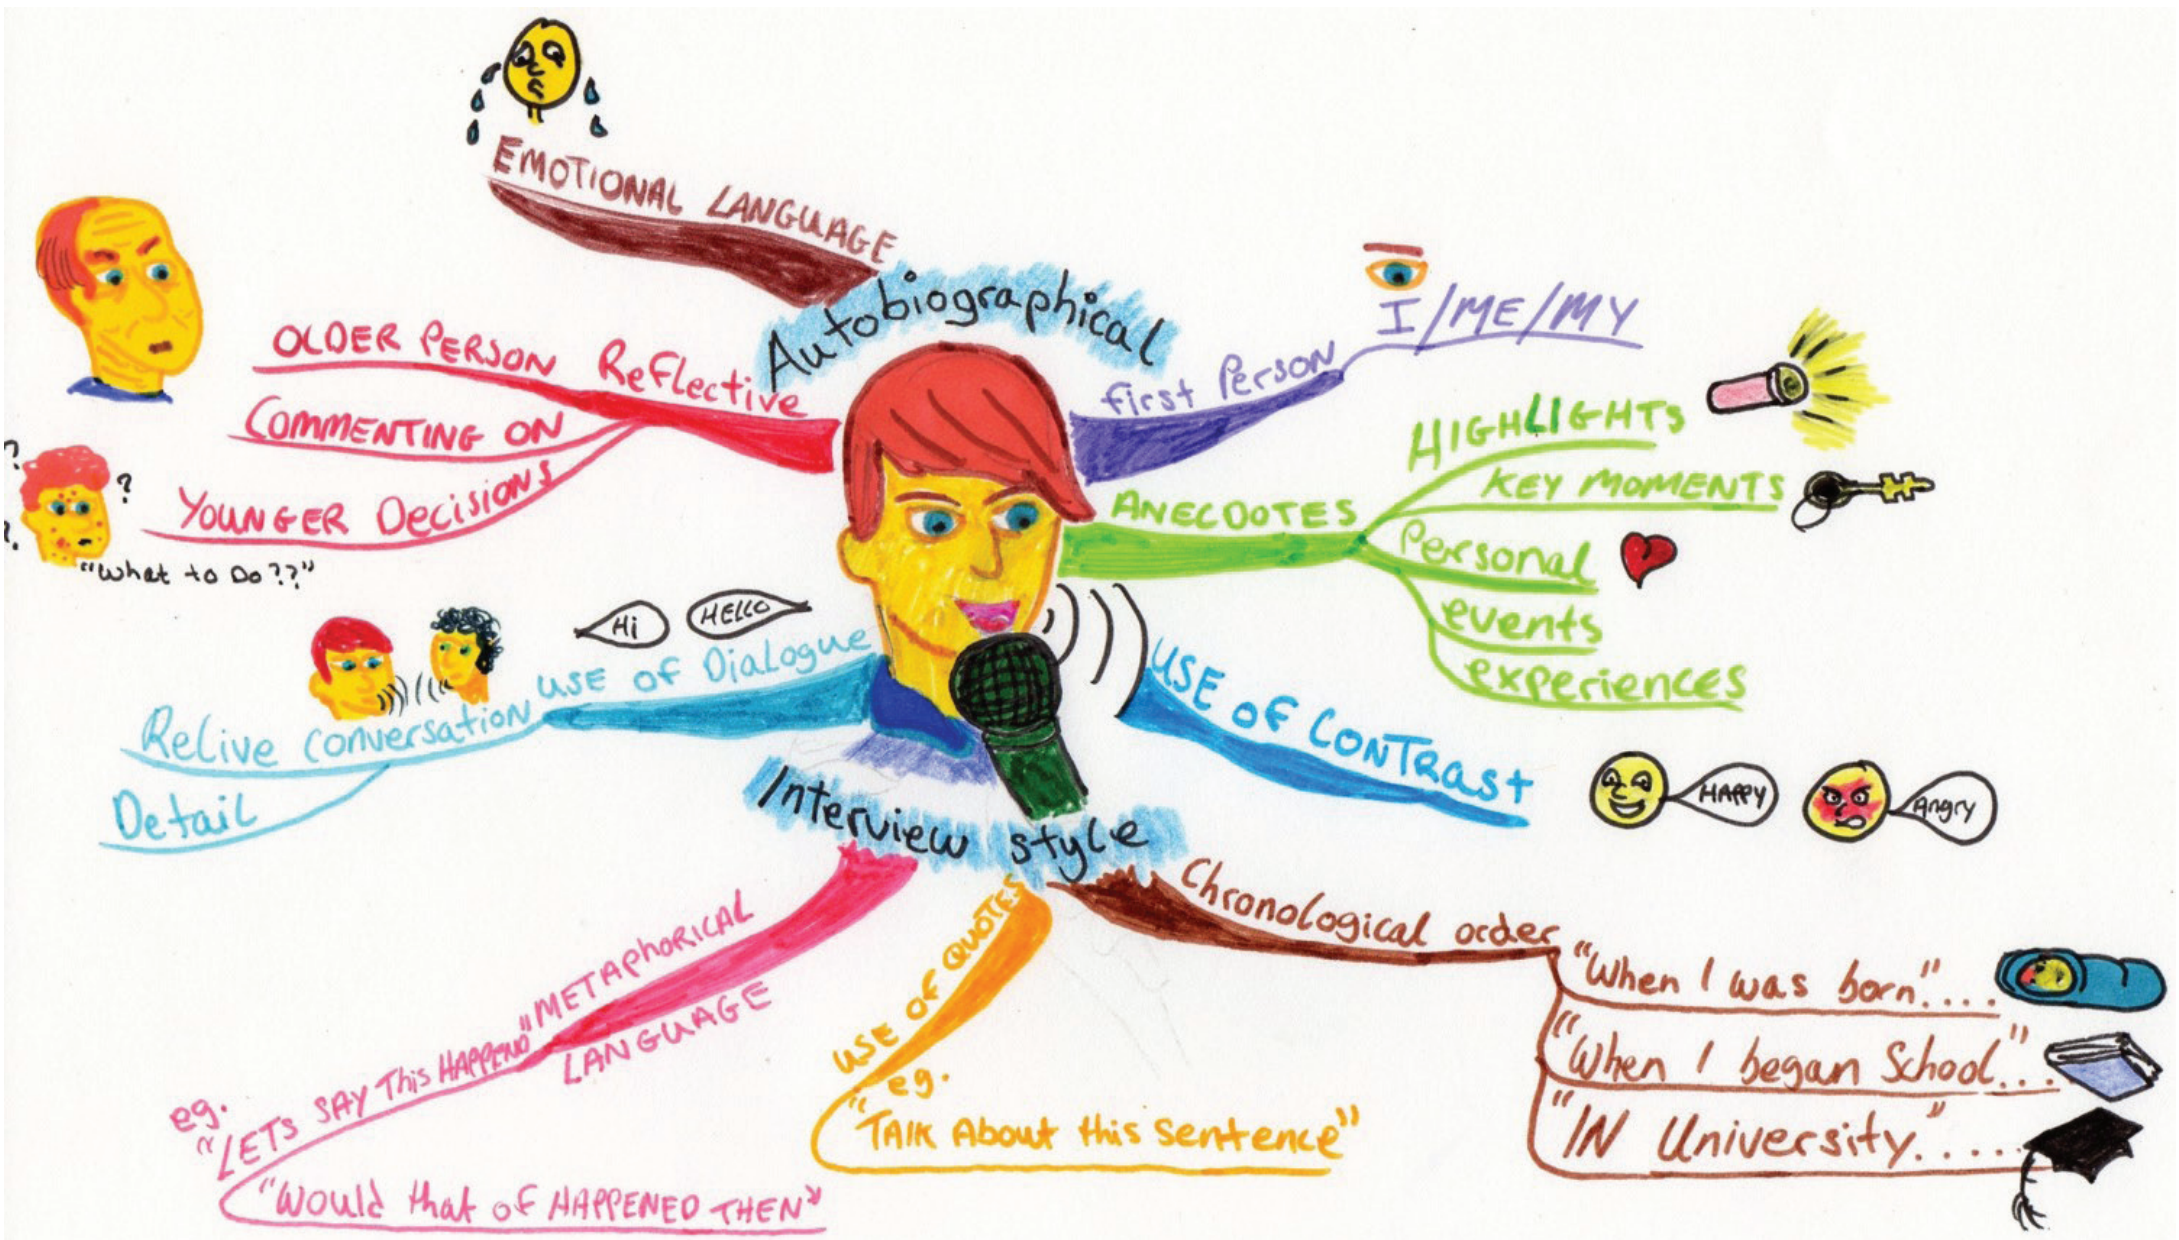 Autobiographical
Interview style
EMOTIONAL LANGUAGE
First Person
I/ME/MY
ANECDOTES
HIGHLIGHTS
KEY MOMENTS
Personal
events
experiences
USE OF CONTRAST
HAPPY
Angry
Chronological order
"When I was born"....
"When I began School"...
"IN University".....
USE OF QUOTES
eg.
"TALK About this Sentence"
METAPHORICAL
LANGUAGE
eg.
"LETS SAY THis HAPPEND"
"Would that of HAPPENED THEN"
USE OF Dialogue
Hi
HELLO
Relive conversation
Detail
Reflective
OLDER PERSON
COMMENTING ON
YOUNGER Decisions
?
?
?
"What to Do??"